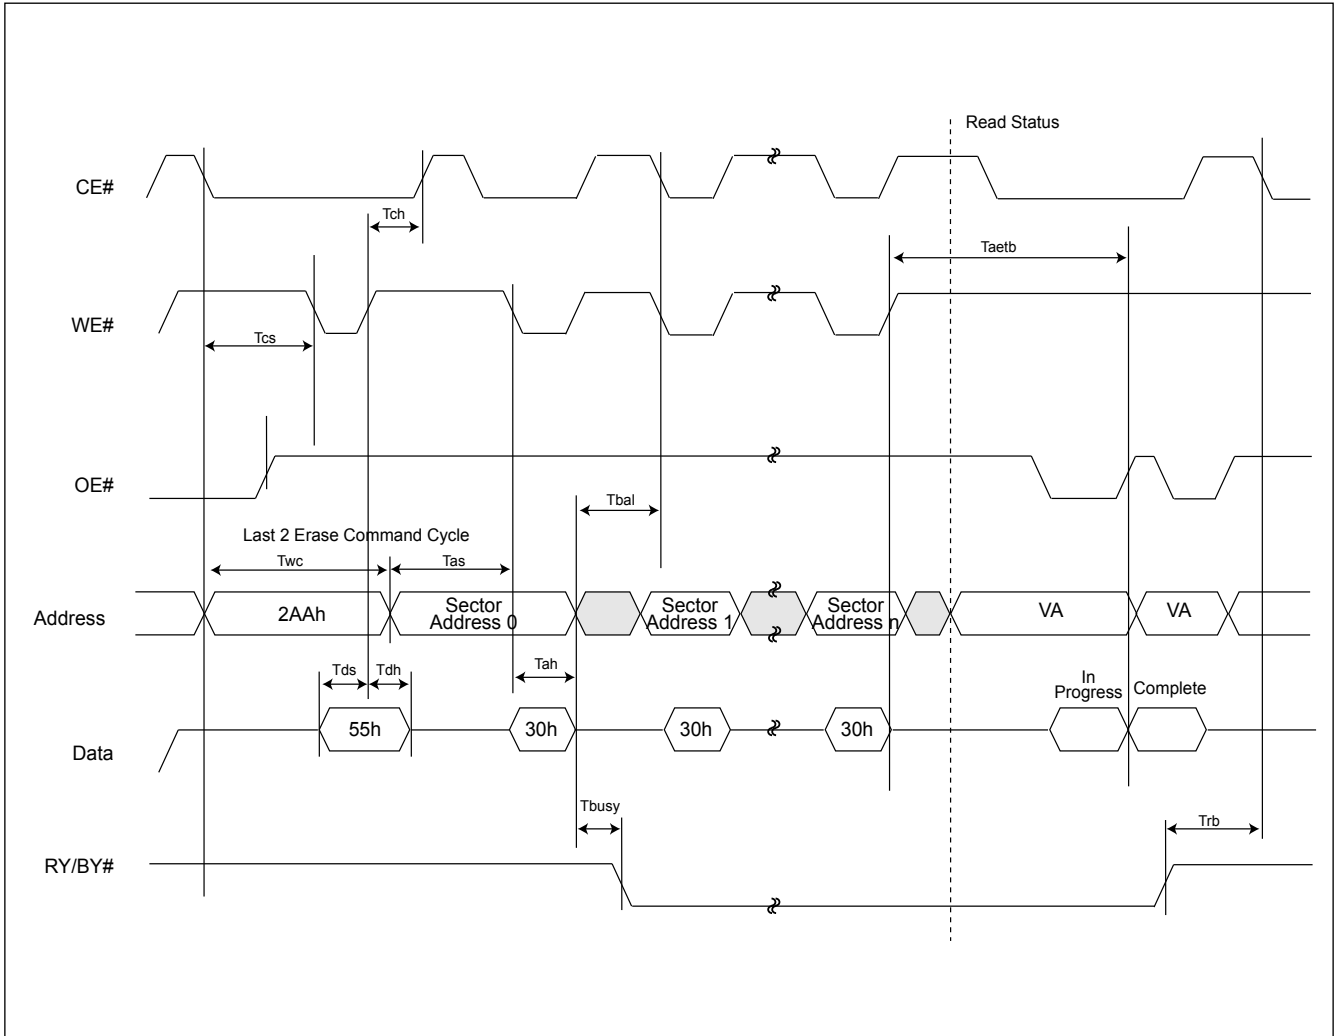 Read Status
CE#
Tch
Taetb
WE#
Tcs
OE#
Tbal
Last 2 Erase Command Cycle
Twc
Tas
Address
2AAh
Sector
Address 0
Sector
Address 1
Sector
Address n
VA
VA
Tds
Tdh
Tah
In
Progress
Complete
Data
55h
30h
30h
30h
Tbusy
Trb
RY/BY#